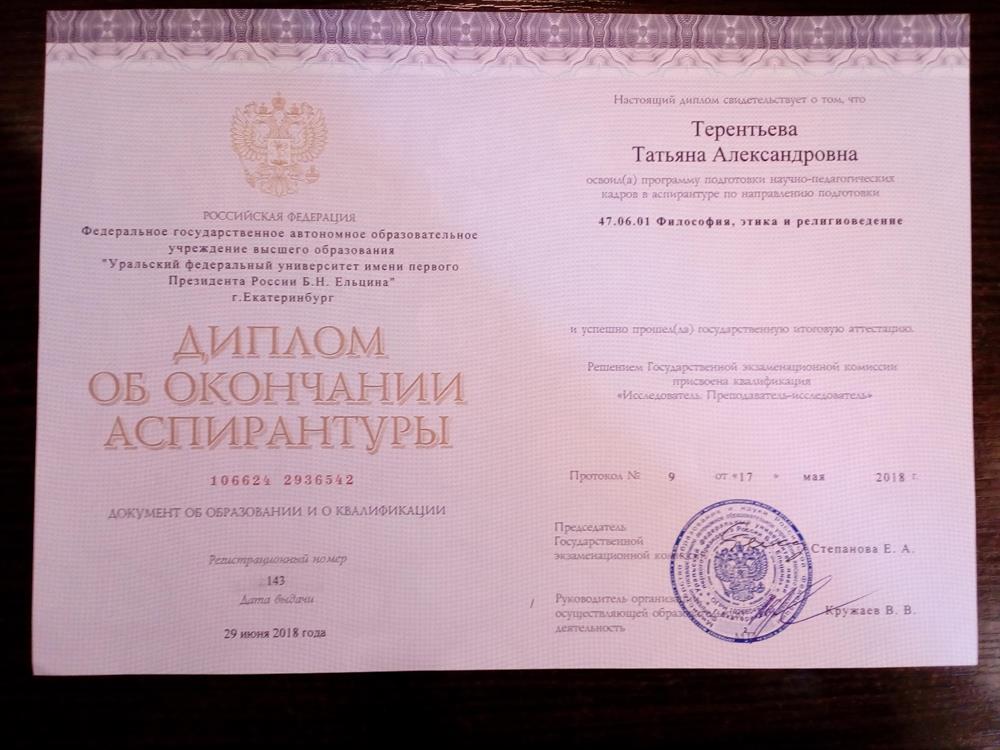 РОССИЙСКАЯ ФЕДЕРАЦИЯ
Федеральное государственное автономное образовательное
учреждение высшего образования
"Уральский федеральный университет имени первого
Президента России Б.Н. Ельцина"
г.Екатеринбург
ДИПЛОМ
ОБ ОКОНЧАНИИ
АСПИРАНТУРЫ
106624 2936542
ДОКУМЕНТ ОБ ОБРАЗОВАНИИ И О КВАЛИФИКАЦИИ
Регистрационный номер
143
Дата выдачи
29 июня 2018 года
Настоящий диплом свидетельствует о том, что
Терентьева
Татьяна Александровна
освоил(а) программу подготовки научно-педагогических
кадров в аспирантуре по направлению подготовки
47.06.01 Философия, этика и религиоведение
и успешно прошел(ла) государственную итоговую аттестацию.
Решением Государственной экзаменационной комиссии
присвоена квалификация
«Исследователь. Преподаватель-исследователь»
Протокол № 9 от «17 » мая 2018 г.
Председатель
Государственной
экзаменационной
Степанова Е. А.
Руководитель
осуществляющей
деятельность
Кружаев В. В.